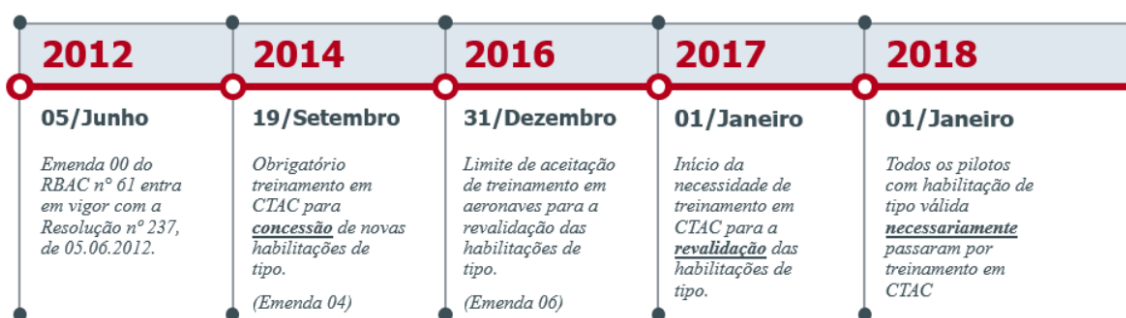 2012
05/Junho
Emenda 00 do
RBAC n° 61 entra
em vigor com a
Resolução nº 237,
de 05.06.2012.
2014
19/Setembro
Obrigatório
treinamento em
CTAC para
concessão de novas
habilitações de
tipo.
(Emenda 04)
2016
31/Dezembro
Limite de aceitação
de treinamento em
aeronaves para a
revalidação das
habilitações de
tipo.
(Emenda 06)
2017
01/Janeiro
Início da
necessidade de
treinamento em
CTAC para a
revalidação das
habilitações de
tipo.
2018
01/Janeiro
Todos os pilotos
com habilitação de
tipo válida
necessariamente
passaram por
treinamento em
CTAC